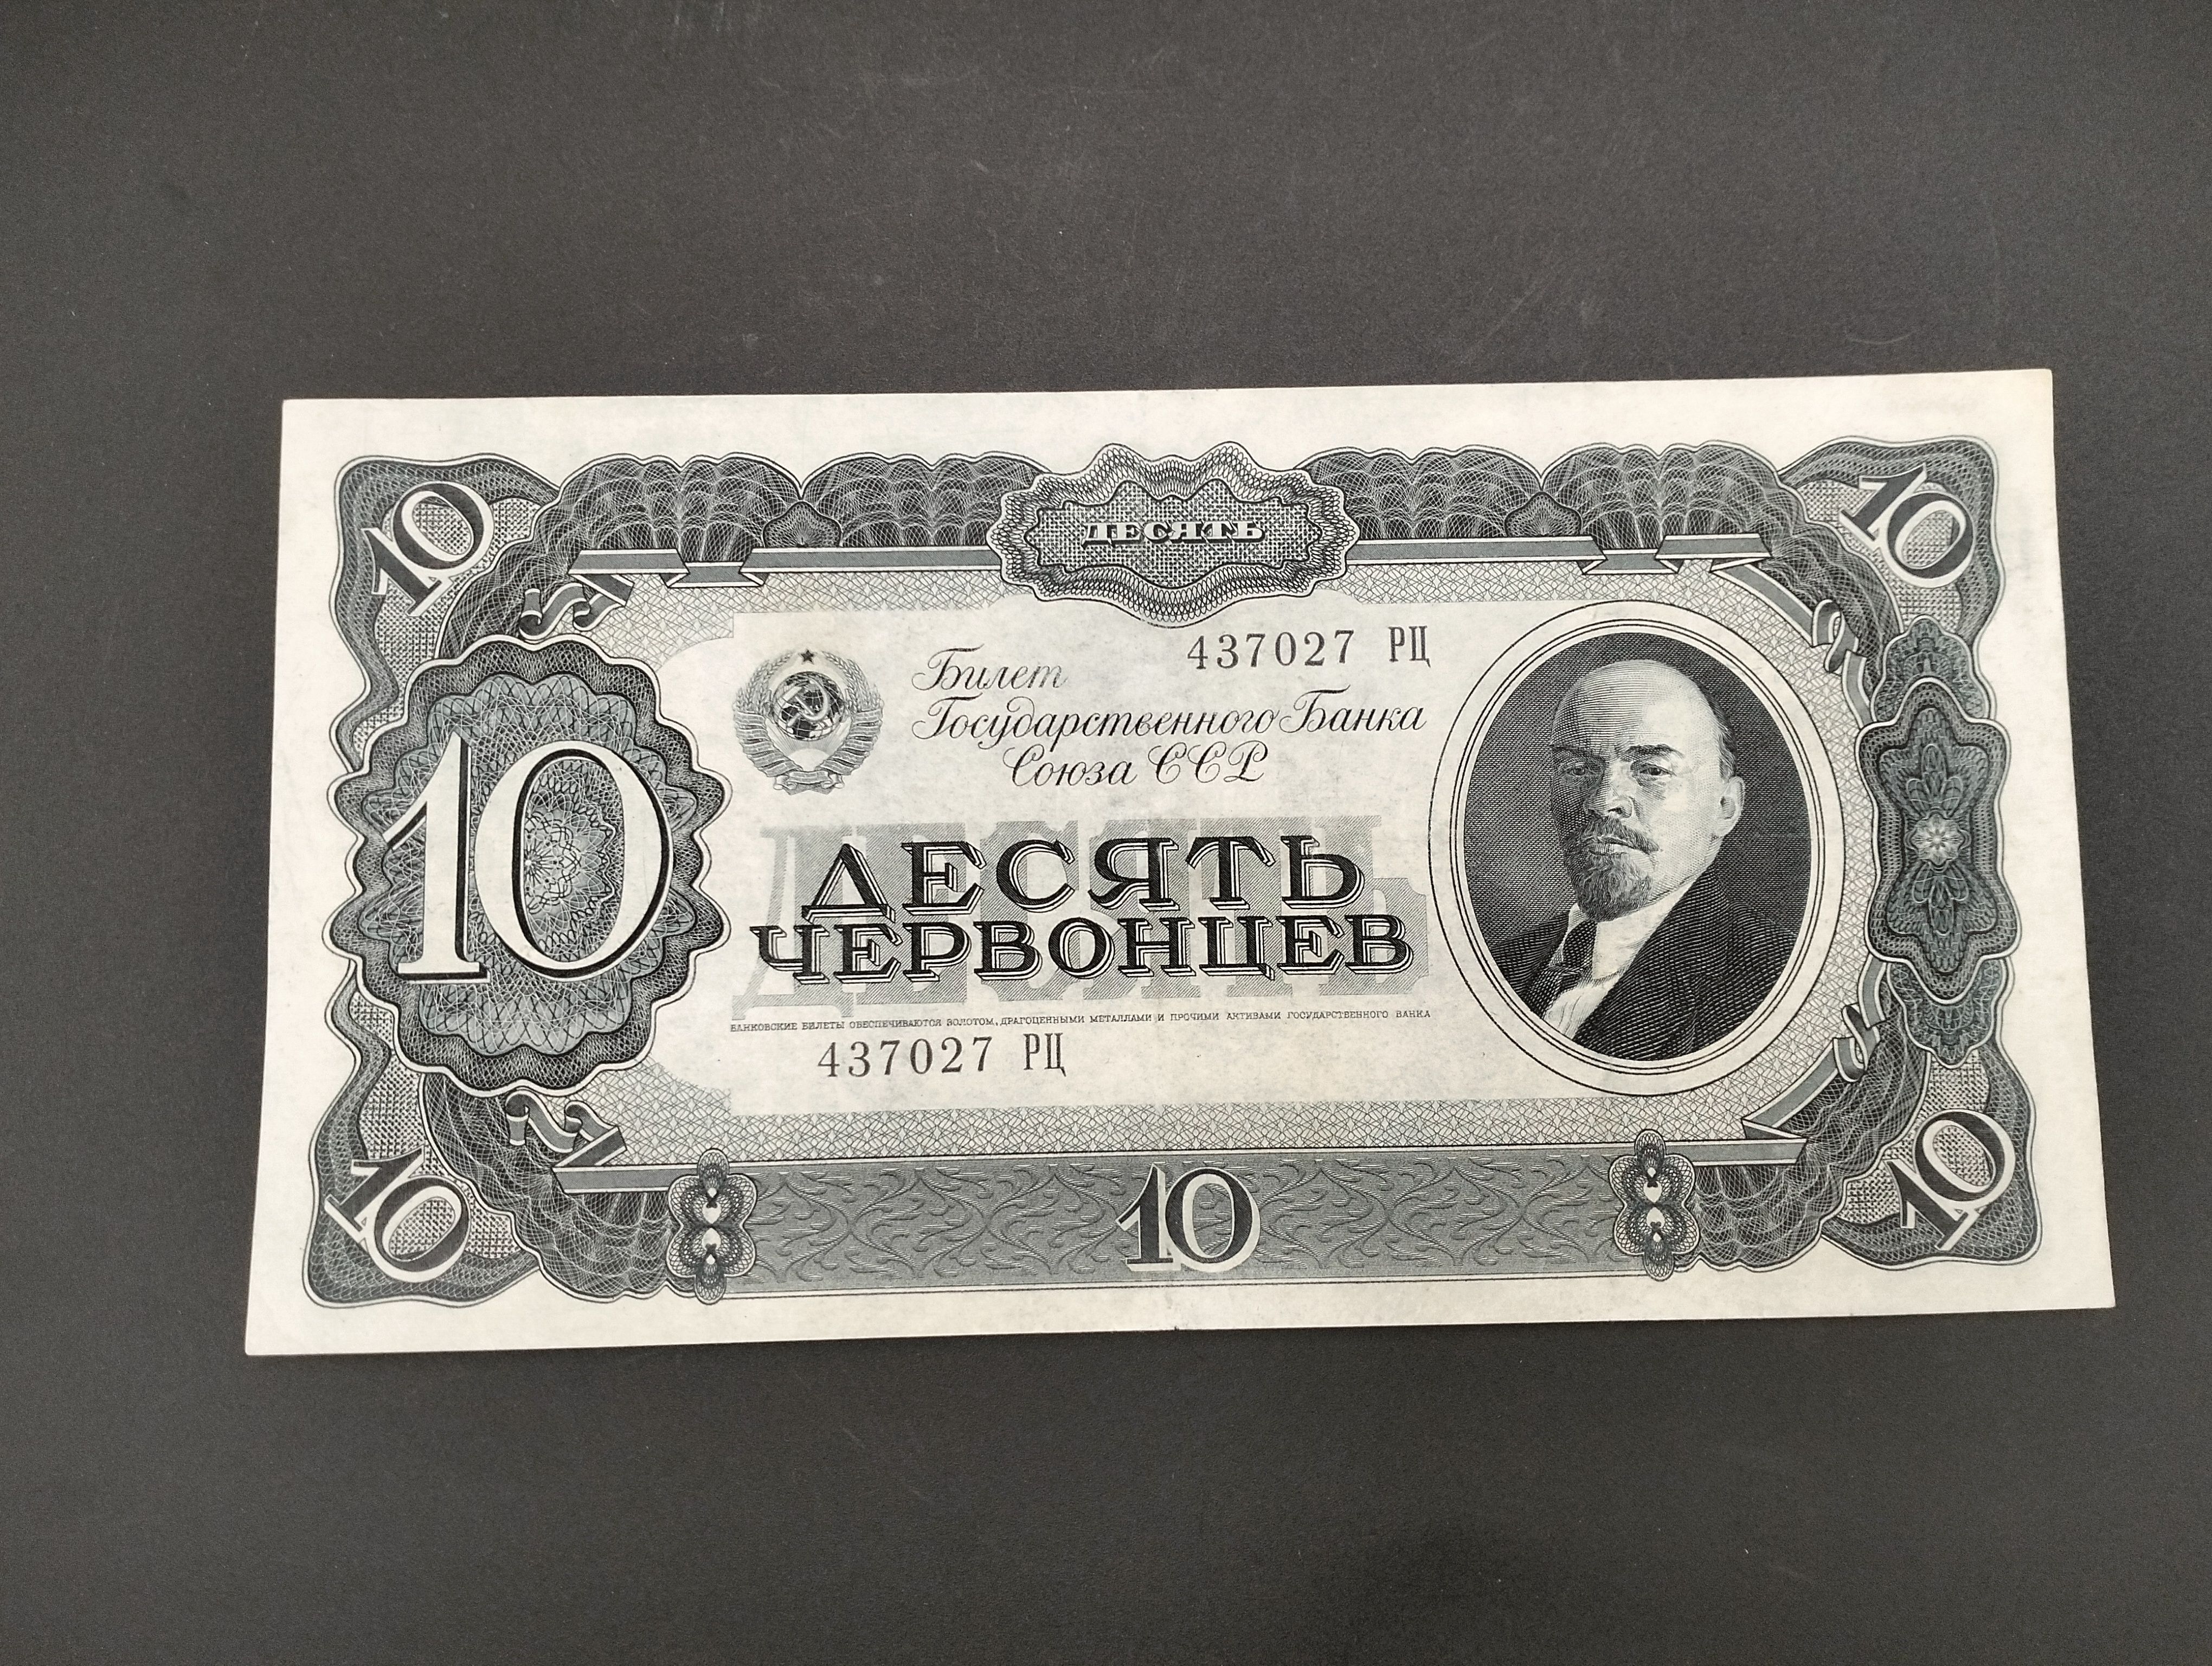 10
ДЕСЯТЬ
10
437027 РЦ
Билет
Государственного Банка
Союза ССР
10
ДЕСЯТЬ
ДЕСЯТЬ
ЧЕРВОНЦЕВ
БАНКОВСКИЕ БИЛЕТЫ ОБЕСПЕЧИВАЮТСЯ ЗОЛОТОМ, ДРАГОЦЕННЫМИ МЕТАЛЛАМИ И ПРОЧИМИ АКТИВАМИ ГОСУДАРСТВЕННОГО БАНКА
437027 РЦ
10
10
10